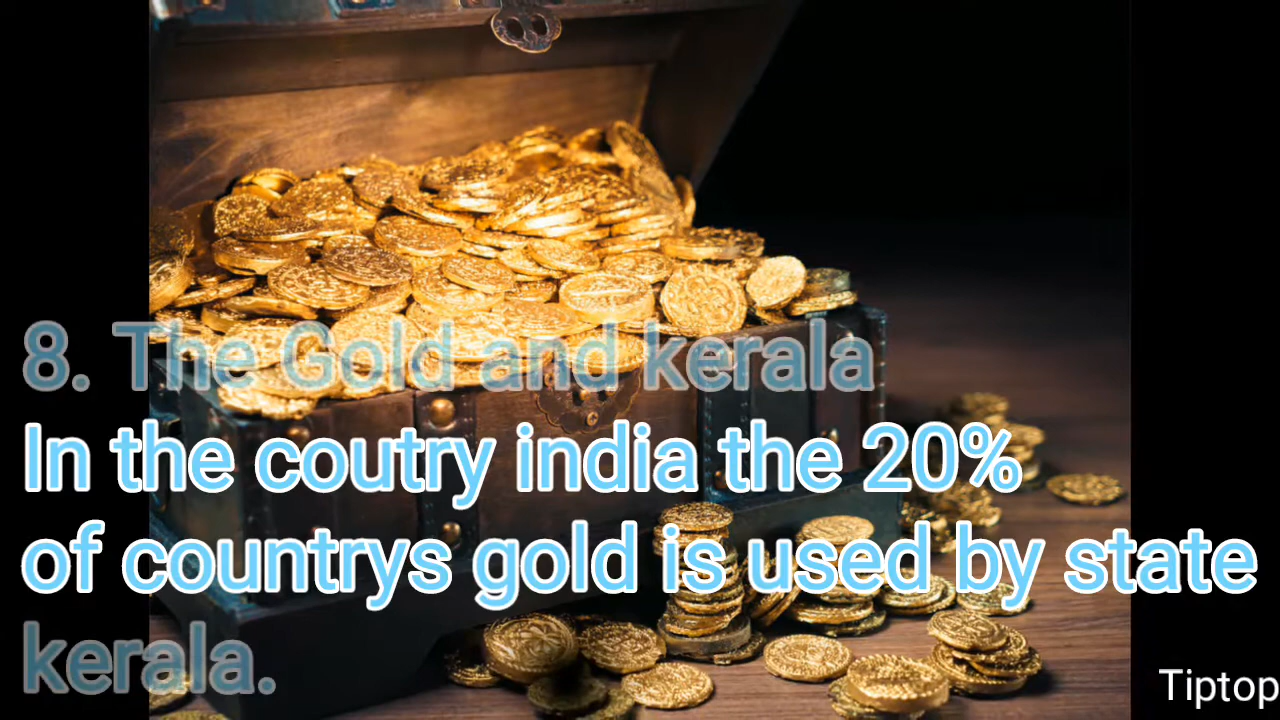 8. The Gold and kerala
In the coutry india the 20%
of countrys gold is used by state
kerala.
Tiptop